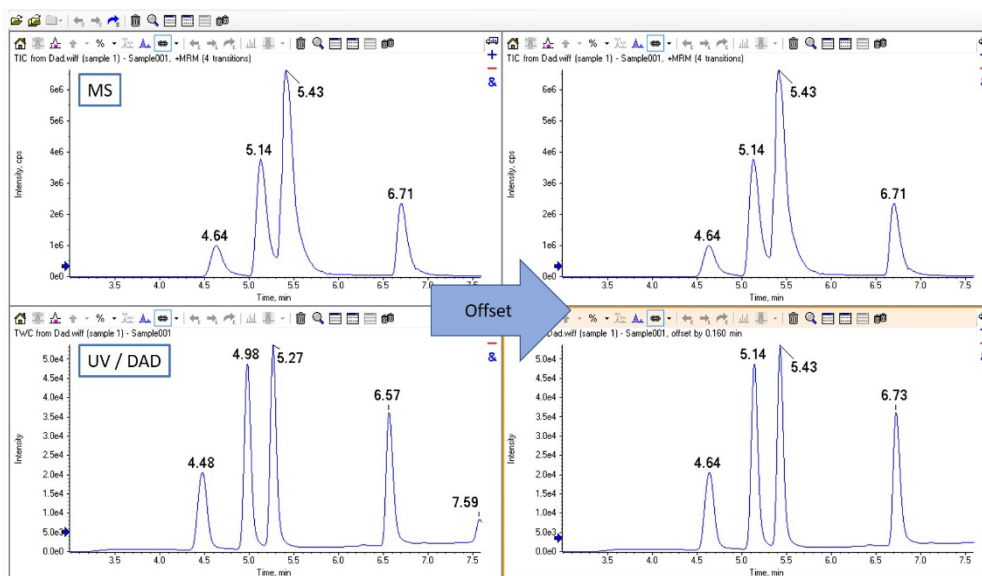 TIC from Dad.wiff (sample 1) - Sample001, +MRM (4 transitions)
MS
5.43
5.14
6.71
4.64
Intensity, cps
6e6
5e6
3e6
2e6
1e6
0e0
3.5 4.0 4.5 5.0 5.5 6.0 6.5 7.0 7.5
Time, min
TIC from Dad.wiff (sample 1) - Sample001, +MRM (4 transitions)
5.43
5.14
6.71
4.64
Intensity, cps
6e6
5e6
3e6
2e6
1e6
0e0
3.5 4.0 4.5 5.0 5.5 6.0 6.5 7.0 7.5
Time, min
Offset
TWC from Dad.wiff (sample 1) - Sample001
UV / DAD
4.98
5.27
6.57
4.48
7.59
Intensity
5.0e4
4.5e4
4.0e4
3.5e4
3.0e4
2.5e4
2.0e4
1.5e4
1.0e4
5.0e3
0.0e0
3.5 4.0 4.5 5.0 5.5 6.0 6.5 7.0
Time, min
Dad.wiff (sample 1) - Sample001, offset by 0.160 min
5.14
5.43
6.73
4.64
Intensity
5.0e4
4.5e4
4.0e4
3.5e4
3.0e4
2.5e4
2.0e4
1.5e4
1.0e4
5.0e3
0.0e0
3.5 4.0 4.5 5.0 5.5 6.0 6.5 7.0 7.5
Time, min